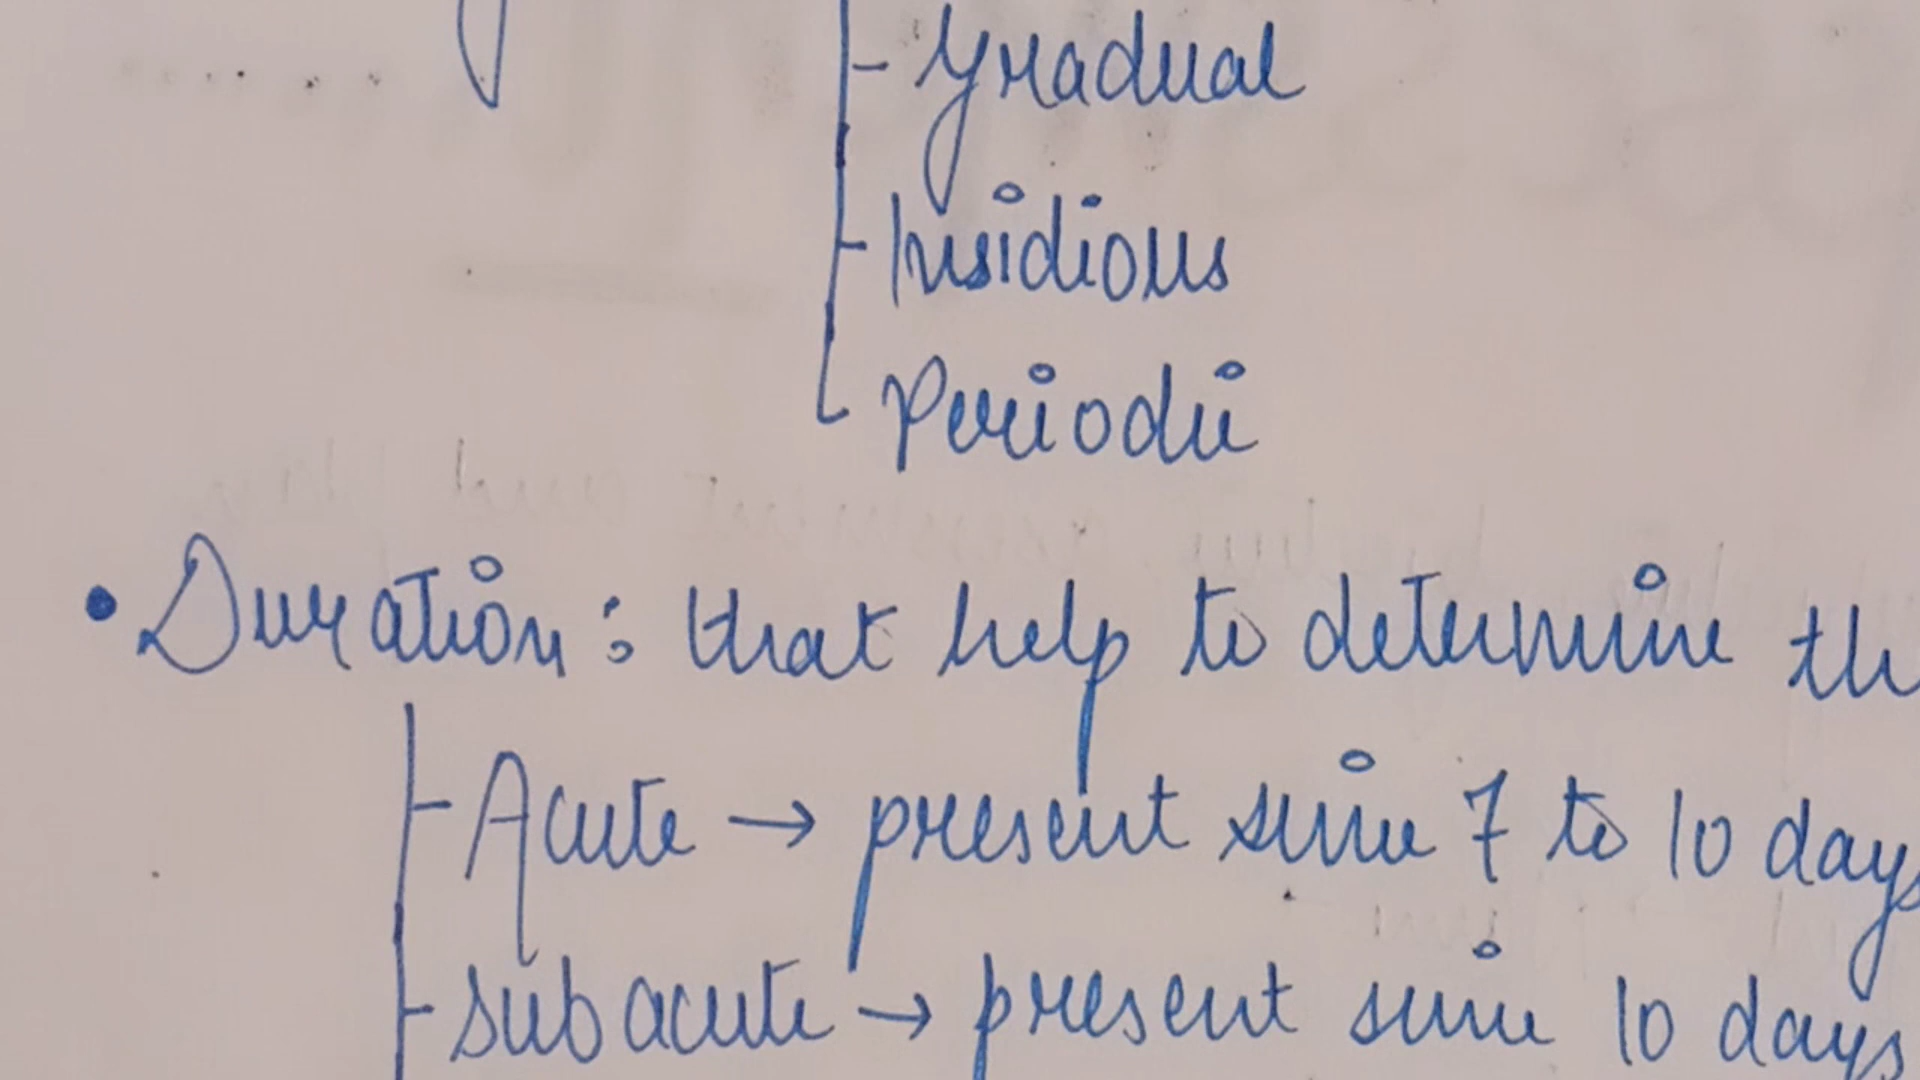 - Gradual
- Insidious
Periodic
• Duration : that help to determine th
- Acute → present since 7 to 10 days
- subacute → present since 10 days